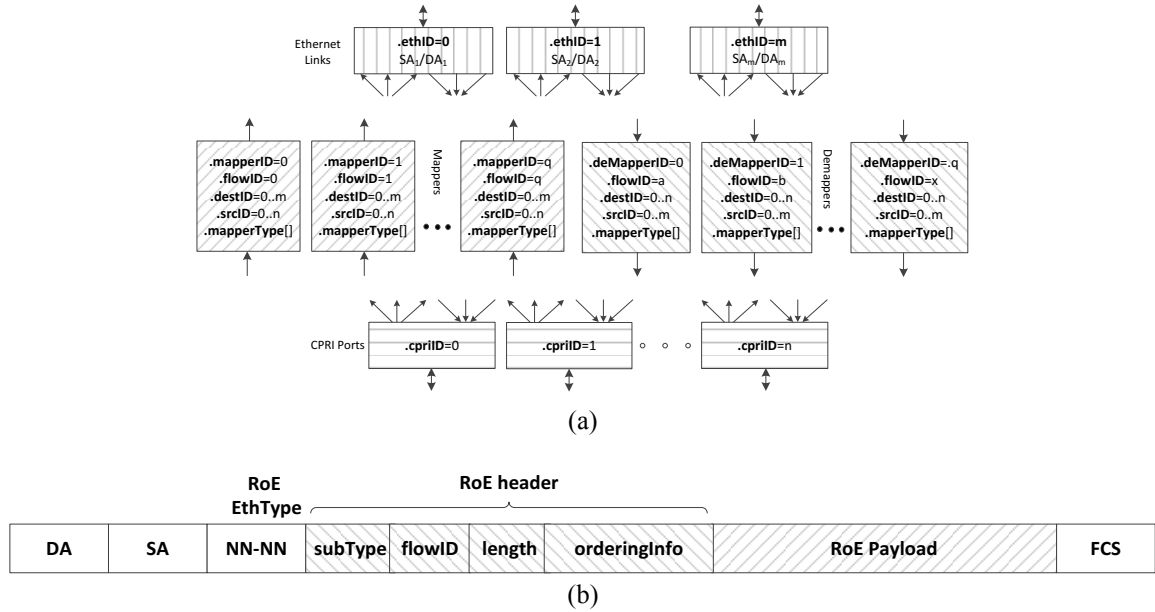 Ethernet
Links
.ethID=0
SA1/DA1
.ethID=1
SA2/DA2
.ethID=m
SAm/DAm
.mapperID=0
.flowID=0
.destID=0..m
.srcID=0..n
.mapperType[]
.mapperID=1
.flowID=1
.destID=0..m
.srcID=0..n
.mapperType[]
Mappers
.mapperID=q
.flowID=q
.destID=0..m
.srcID=0..n
.mapperType[]
.deMapperID=0
.flowID=a
.destID=0..n
.srcID=0..m
.mapperType[]
.deMapperID=1
.flowID=b
.destID=0..n
.srcID=0..m
.mapperType[]
Demappers
.deMapperID=.q
.flowID=x
.destID=0..n
.srcID=0..m
.mapperType[]
CPRI Ports
.cpriID=0
.cpriID=1
.cpriID=n
(a)
RoE
EthType
RoE header
DA SA NN-NN subType flowID length orderingInfo RoE Payload FCS
(b)